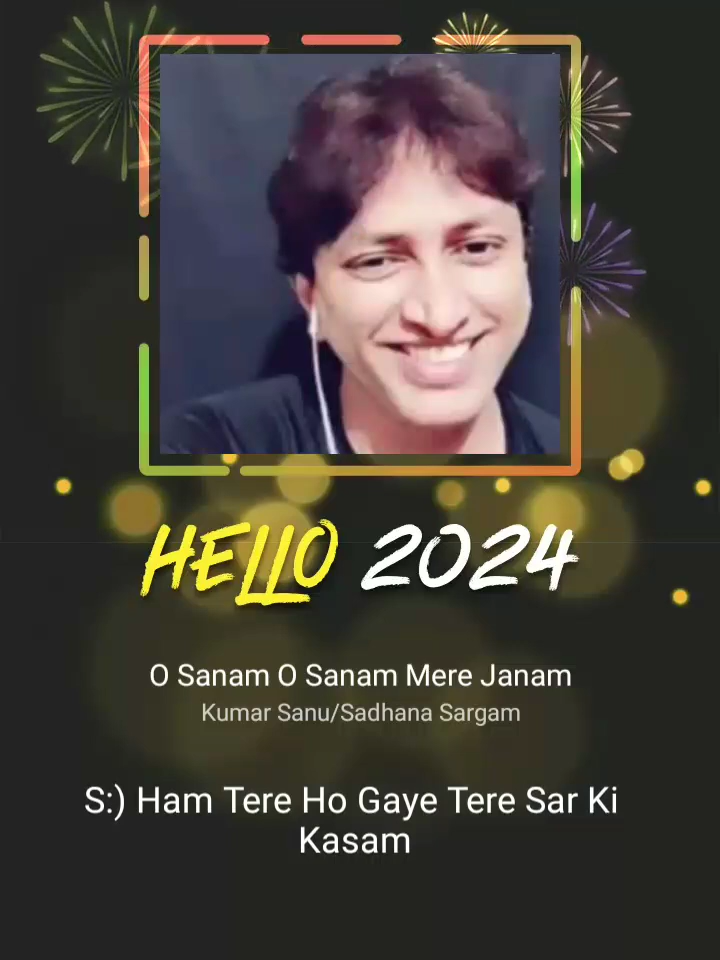 HELLO 2024
O Sanam O Sanam Mere Janam
Kumar Sanu/Sadhana Sargam
S:) Ham Tere Ho Gaye Tere Sar Ki
Kasam